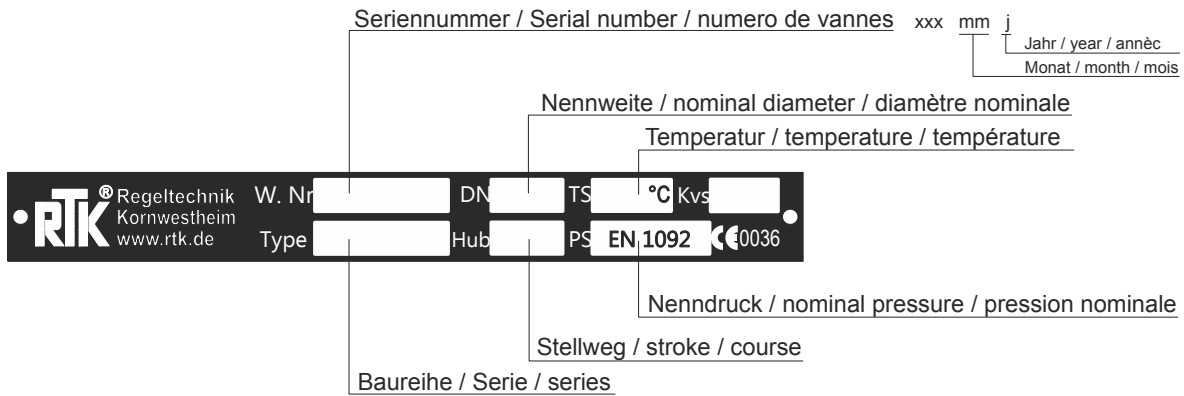 Seriennummer / Serial number / numero de vannes xxx mm j
Jahr / year / annèc
Monat / month / mois
Nennweite / nominal diameter / diamètre nominale
Temperatur / temperature / température
RTK® Regeltechnik
Kornwestheim
www.rtk.de
W. Nr DN TS °C Kvs
Type Hub PS EN 1092 CE0036
Nenndruck / nominal pressure / pression nominale
Stellweg / stroke / course
Baureihe / Serie / series